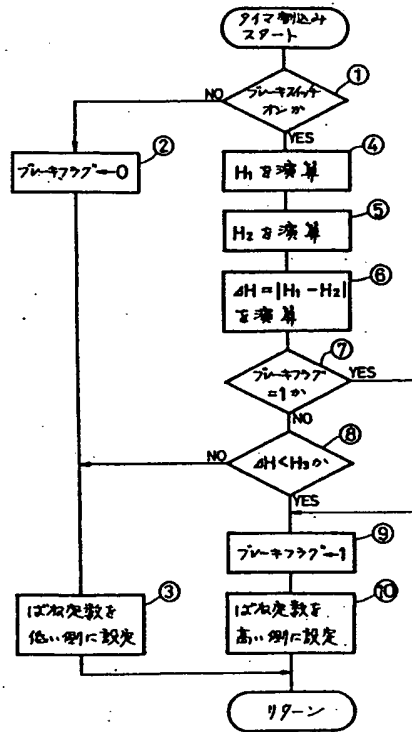 タイマ割込み
スタート
①
ブレーキスイッチ
オンか
NO
YES
②
ブレーキフラグ←0
④
H₁を演算
⑤
H₂を演算
⑥
ΔH=|H₁-H₂|
を演算
⑦
ブレーキフラグ
=1か
YES
NO
⑧
ΔH<H₃か
NO
YES
⑨
ブレーキフラグ←1
③
ばね定数を
低い側に設定
⑩
ばね定数を
高い側に設定
リターン